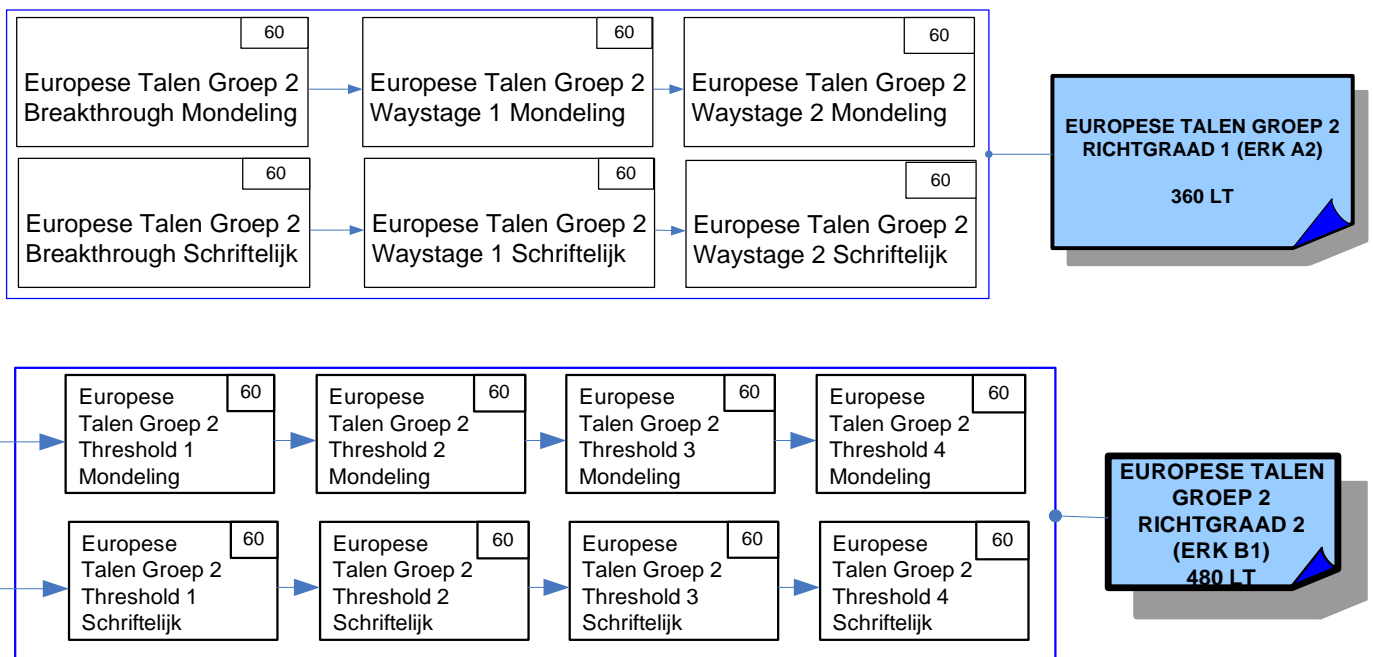 60
Europese Talen Groep 2
Breakthrough Mondeling
60
Europese Talen Groep 2
Waystage 1 Mondeling
60
Europese Talen Groep 2
Waystage 2 Mondeling
60
Europese Talen Groep 2
Breakthrough Schriftelijk
60
Europese Talen Groep 2
Waystage 1 Schriftelijk
60
Europese Talen Groep 2
Waystage 2 Schriftelijk
EUROPESE TALEN GROEP 2
RICHTGRAAD 1 (ERK A2)
360 LT
60
Europese
Talen Groep 2
Threshold 1
Mondeling
60
Europese
Talen Groep 2
Threshold 2
Mondeling
60
Europese
Talen Groep 2
Threshold 3
Mondeling
60
Europese
Talen Groep 2
Threshold 4
Mondeling
60
Europese
Talen Groep 2
Threshold 1
Schriftelijk
60
Europese
Talen Groep 2
Threshold 2
Schriftelijk
60
Europese
Talen Groep 2
Threshold 3
Schriftelijk
60
Europese
Talen Groep 2
Threshold 4
Schriftelijk
EUROPESE TALEN
GROEP 2
RICHTGRAAD 2
(ERK B1)
480 LT